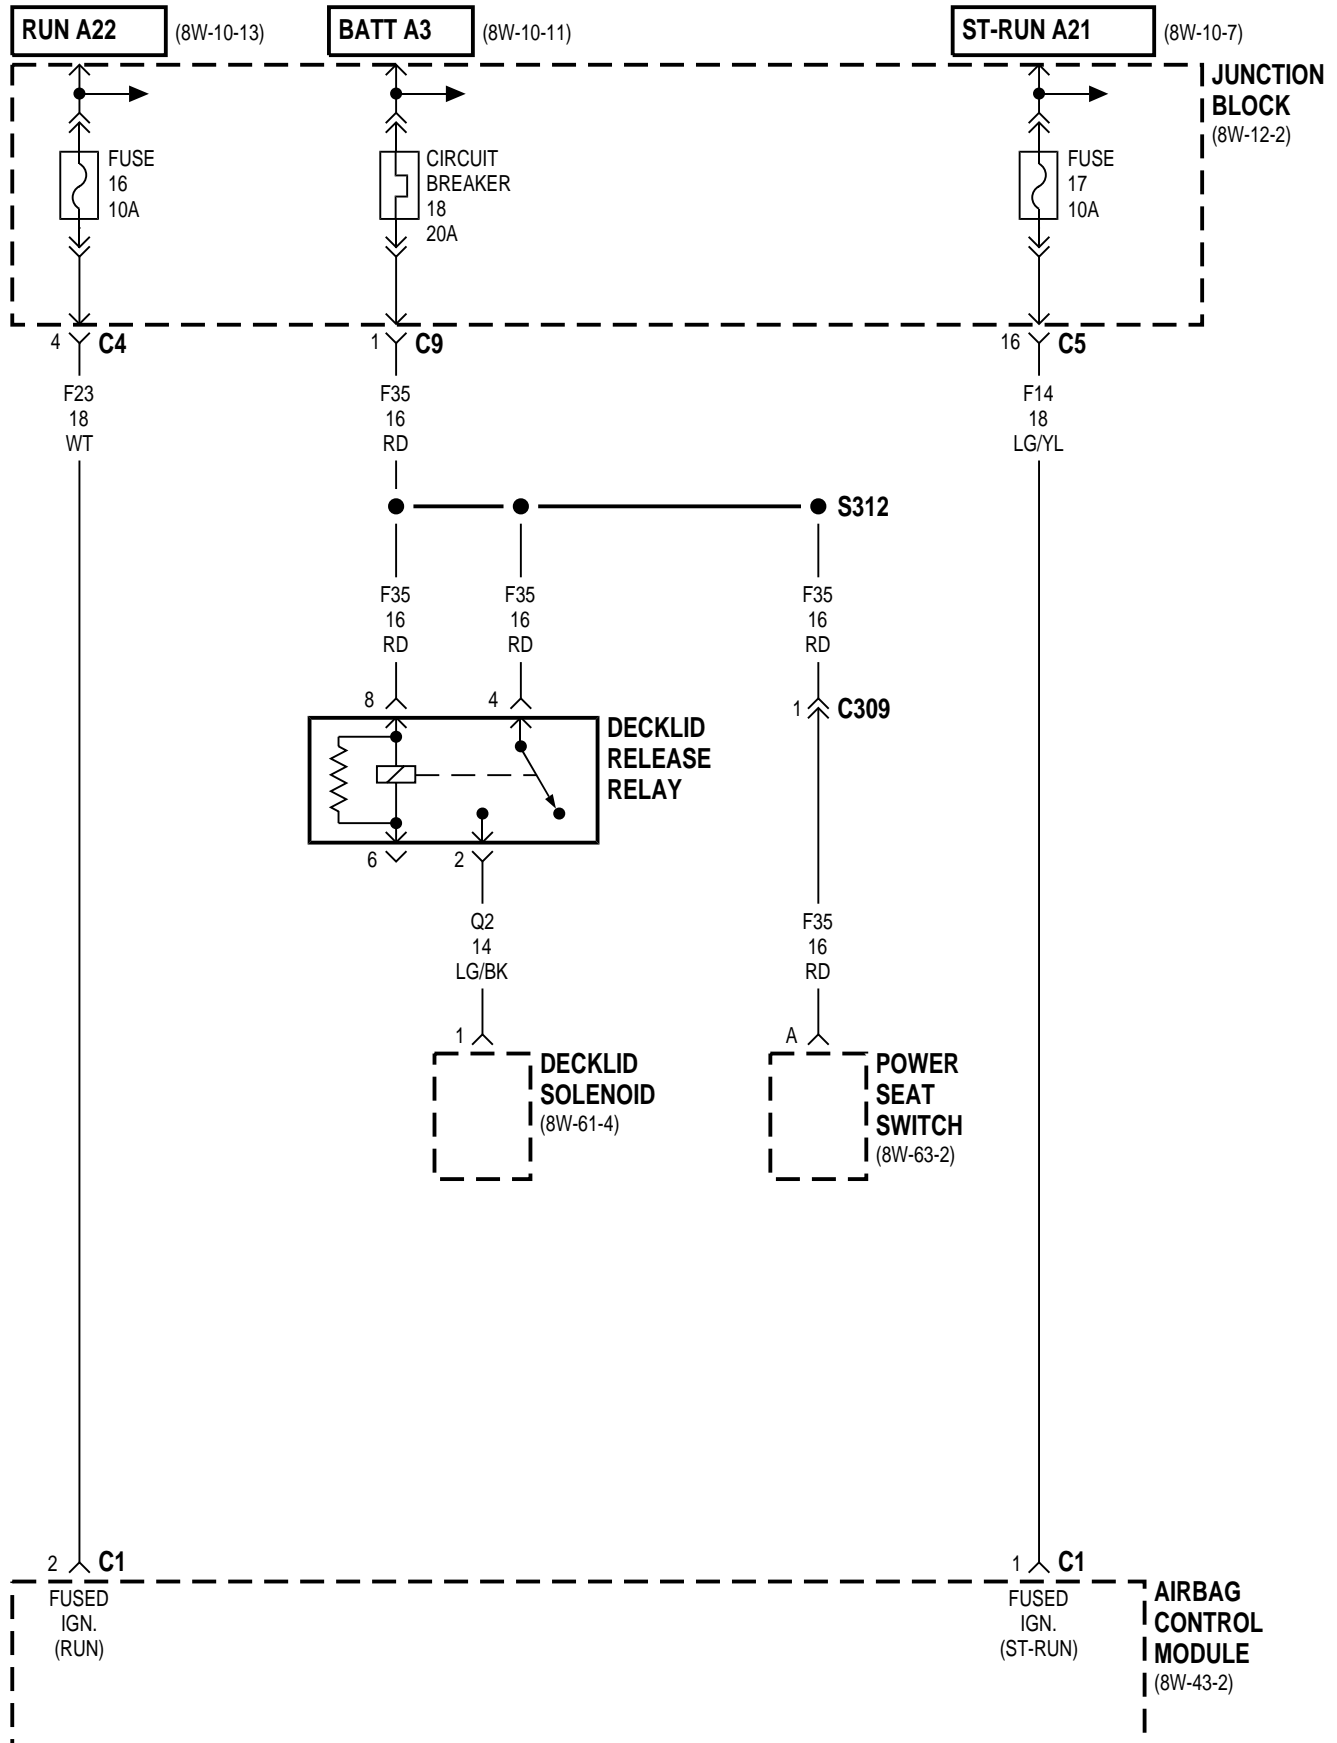 RUN A22
(8W-10-13)
BATT A3
(8W-10-11)
ST-RUN A21
(8W-10-7)
JUNCTION
BLOCK
(8W-12-2)
FUSE
16
10A
CIRCUIT
BREAKER
18
20A
FUSE
17
10A
4
C4
1
C9
16
C5
F23
18
WT
F35
16
RD
F14
18
LG/YL
S312
F35
16
RD
F35
16
RD
F35
16
RD
8
4
1
C309
DECKLID
RELEASE
RELAY
6
2
Q2
14
LG/BK
F35
16
RD
1
A
DECKLID
SOLENOID
(8W-61-4)
POWER
SEAT
SWITCH
(8W-63-2)
2
C1
1
C1
FUSED
IGN.
(RUN)
FUSED
IGN.
(ST-RUN)
AIRBAG
CONTROL
MODULE
(8W-43-2)